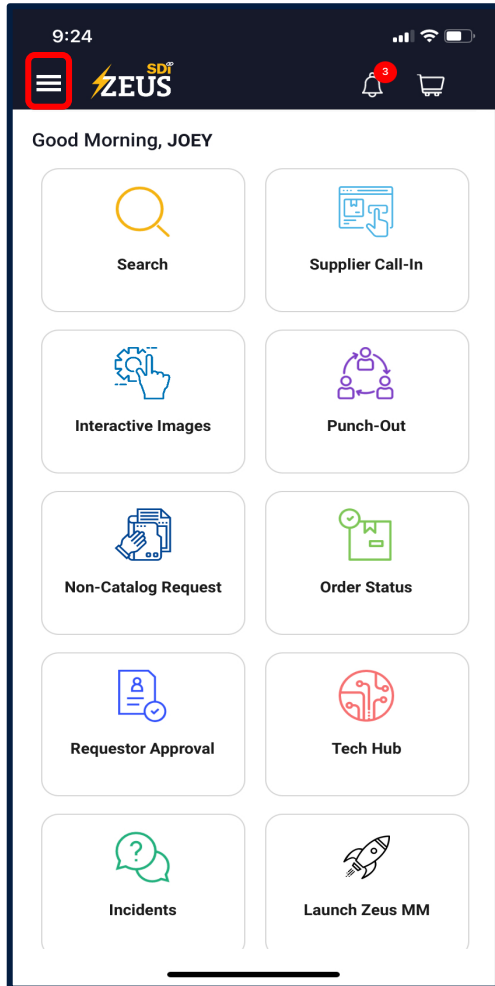 9:24
SDI
ZEUS
3
Good Morning, JOEY
Search
Supplier Call-In
Interactive Images
Punch-Out
Non-Catalog Request
Order Status
Requestor Approval
Tech Hub
Incidents
Launch Zeus MM